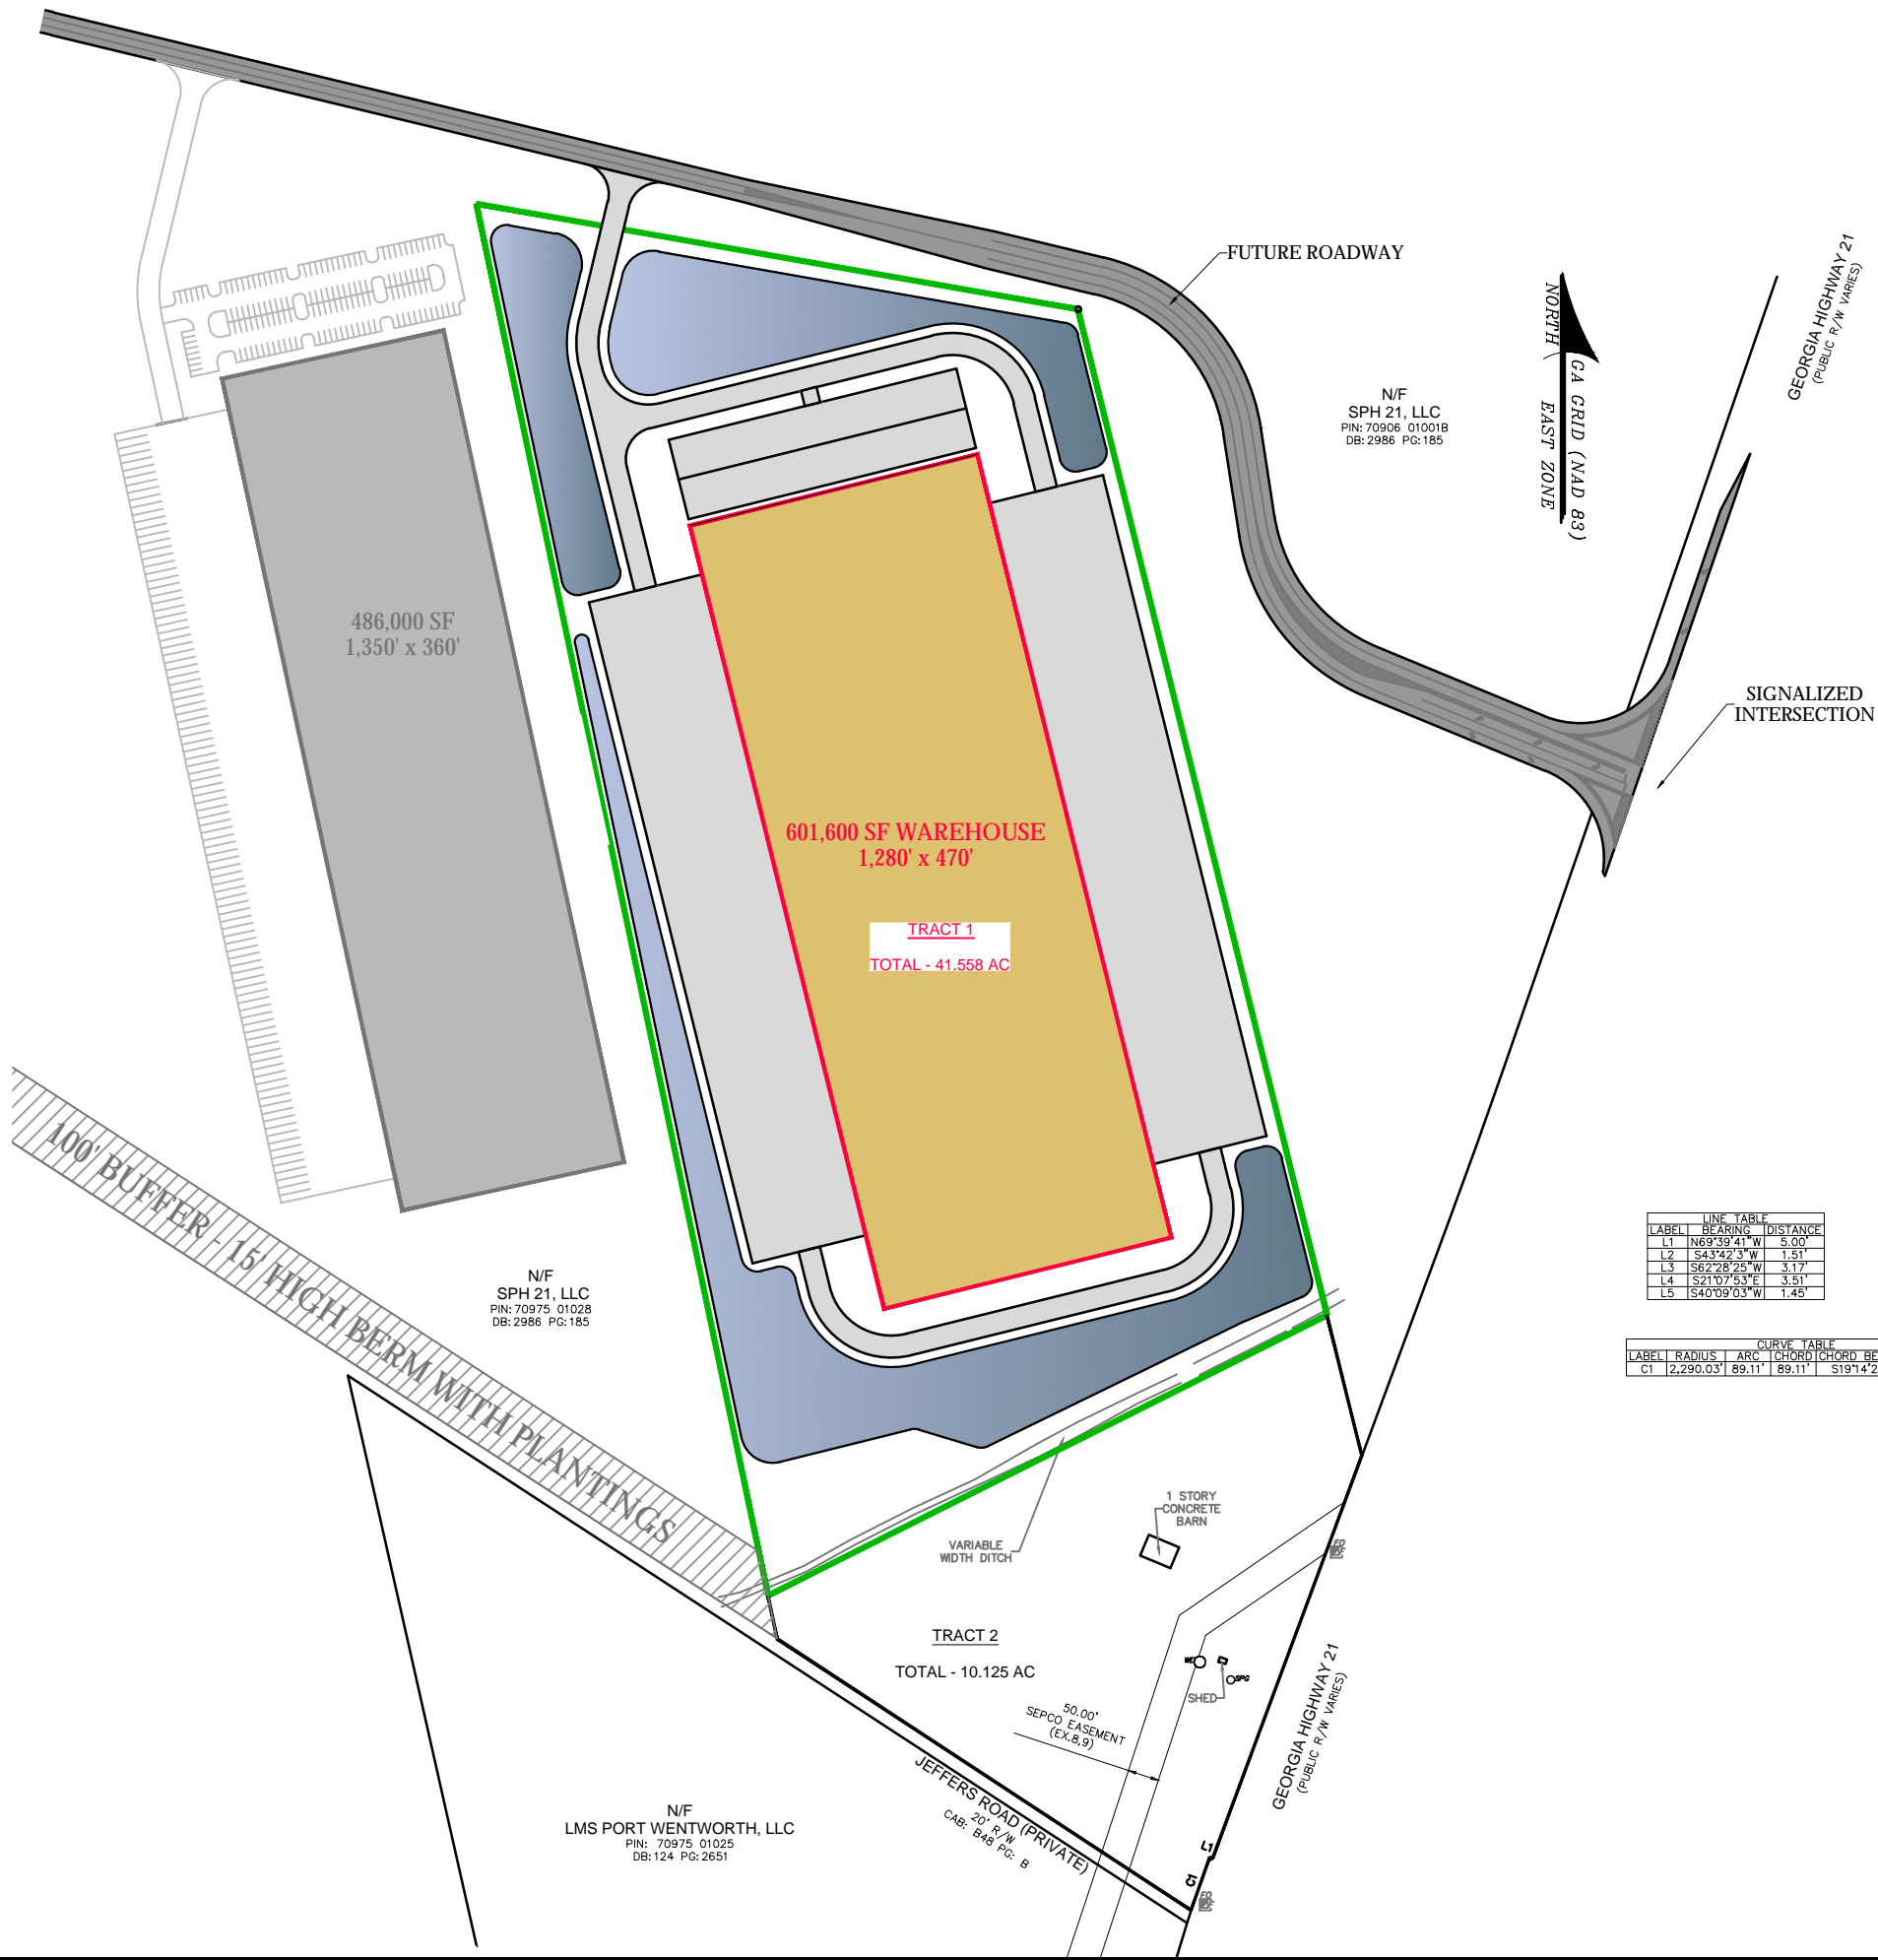 FUTURE ROADWAY
GEORGIA HIGHWAY 21
(PUBLIC R/W VARIES)
NORTH
GA GRID (NAD 83)
EAST ZONE
N/F
SPH 21, LLC
PIN: 70906 01001B
DB: 2986 PG:185
486,000 SF
1,350' x 360'
SIGNALIZED
INTERSECTION
601,600 SF WAREHOUSE
1,280' x 470'
TRACT 1
TOTAL - 41.558 AC
100' BUFFER - 15' HIGH BERM WITH PLANTINGS
N/F
SPH 21, LLC
PIN: 70975 01028
DB: 2986 PG:185
LINE TABLE
LABEL BEARING DISTANCE
L1 N69°39'41"W 5.00'
L2 S43°42'3"W 1.51'
L3 S62°28'25"W 3.17'
L4 S21°07'53"E 3.51'
L5 S40°09'03"W 1.45'
CURVE TABLE
LABEL RADIUS ARC CHORD CHORD BE
C1 2,290.03' 89.11' 89.11' S19°14'2
1 STORY
CONCRETE
BARN
VARIABLE
WIDTH DITCH
TRACT 2
TOTAL - 10.125 AC
SPG
SHED
50.00'
SEPCO EASEMENT
(EX.8,9)
GEORGIA HIGHWAY 21
(PUBLIC R/W VARIES)
JEFFERS ROAD (PRIVATE)
20' R/W
CAB: B48 PG: B
N/F
LMS PORT WENTWORTH, LLC
PIN: 70975 01025
DB:124 PG:2651
L1
C1